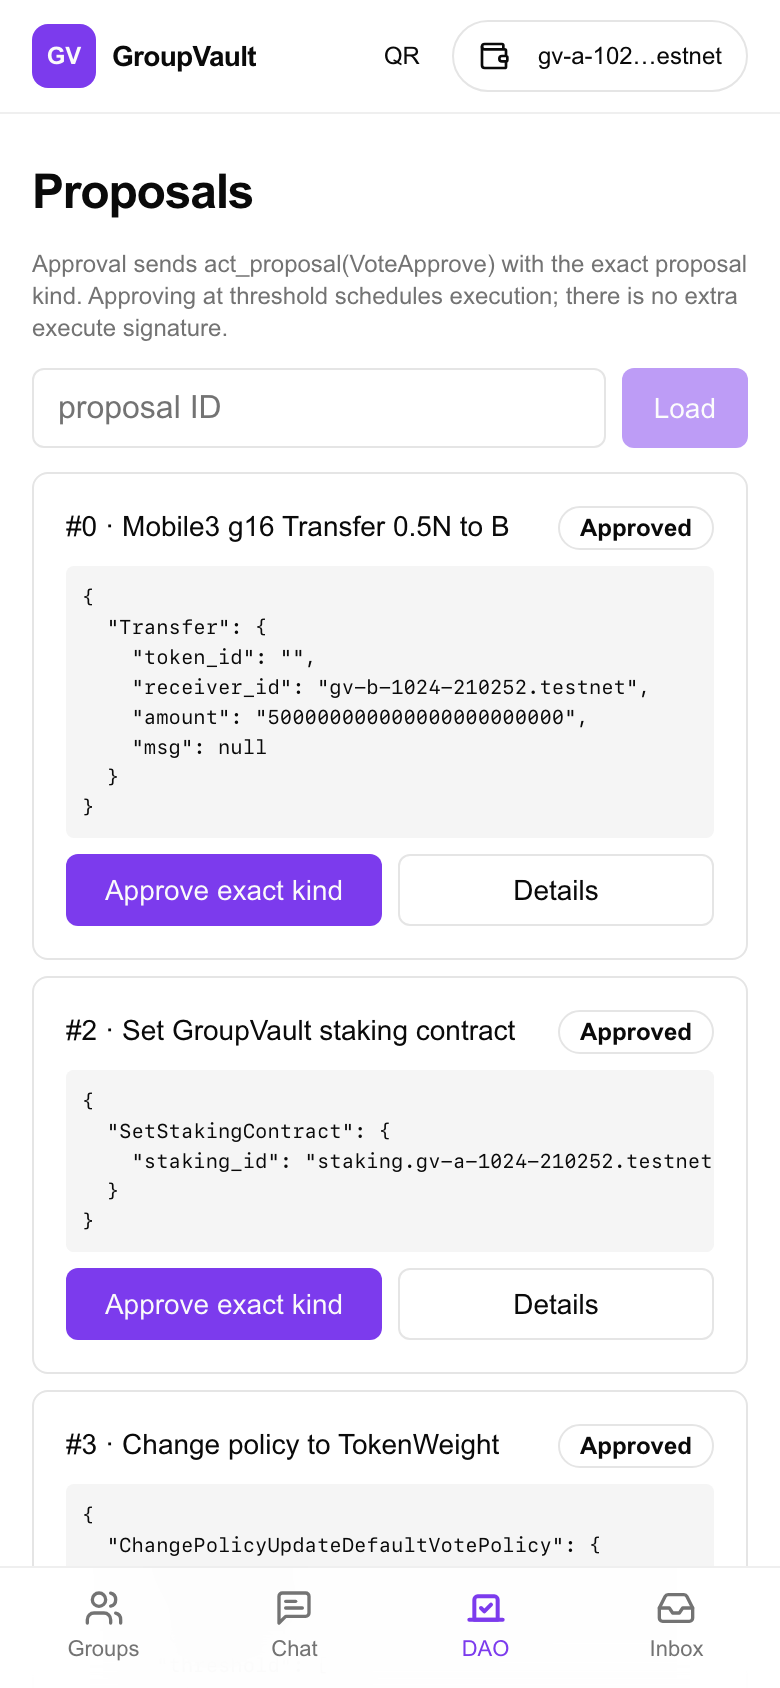 GV GroupVault QR gv-a-102…estnet
Proposals
Approval sends act_proposal(VoteApprove) with the exact proposal
kind. Approving at threshold schedules execution; there is no extra
execute signature.
proposal ID Load
#0 · Mobile3 g16 Transfer 0.5N to B Approved
{
  "Transfer": {
    "token_id": "",
    "receiver_id": "gv-b-1024-210252.testnet",
    "amount": "500000000000000000000000",
    "msg": null
  }
}
Approve exact kind Details
#2 · Set GroupVault staking contract Approved
{
  "SetStakingContract": {
    "staking_id": "staking.gv-a-1024-210252.testnet
  }
}
Approve exact kind Details
#3 · Change policy to TokenWeight Approved
{
  "ChangePolicyUpdateDefaultVotePolicy": {
Groups Chat DAO Inbox